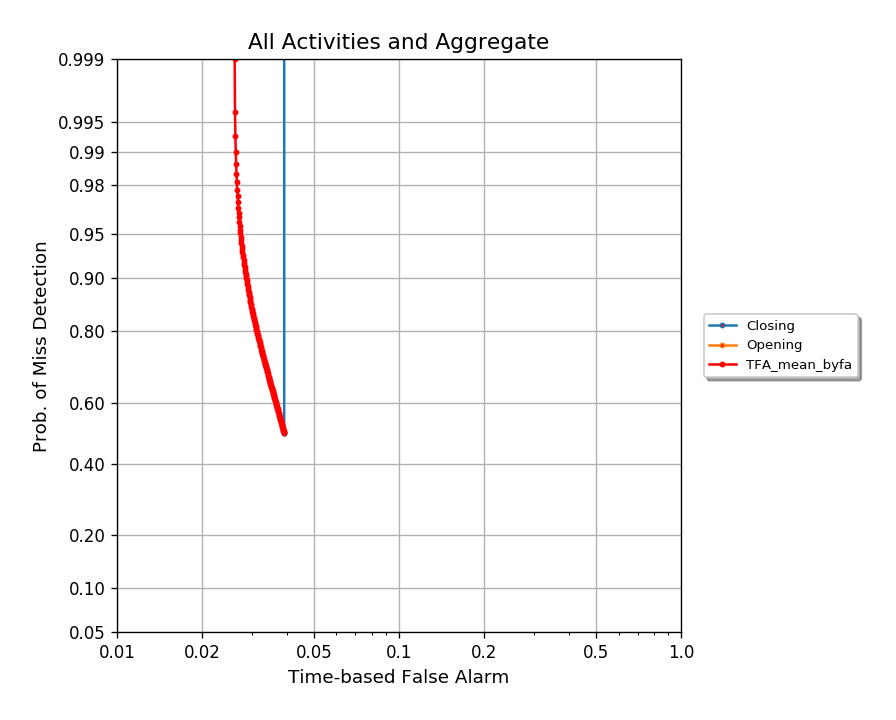 All Activities and Aggregate
0.999
0.995
0.99
0.98
0.95
0.90
0.80
0.60
0.40
0.20
0.10
0.05
Prob. of Miss Detection
0.01 0.02 0.05 0.1 0.2 0.5 1.0
Time-based False Alarm
Closing
Opening
TFA_mean_byfa